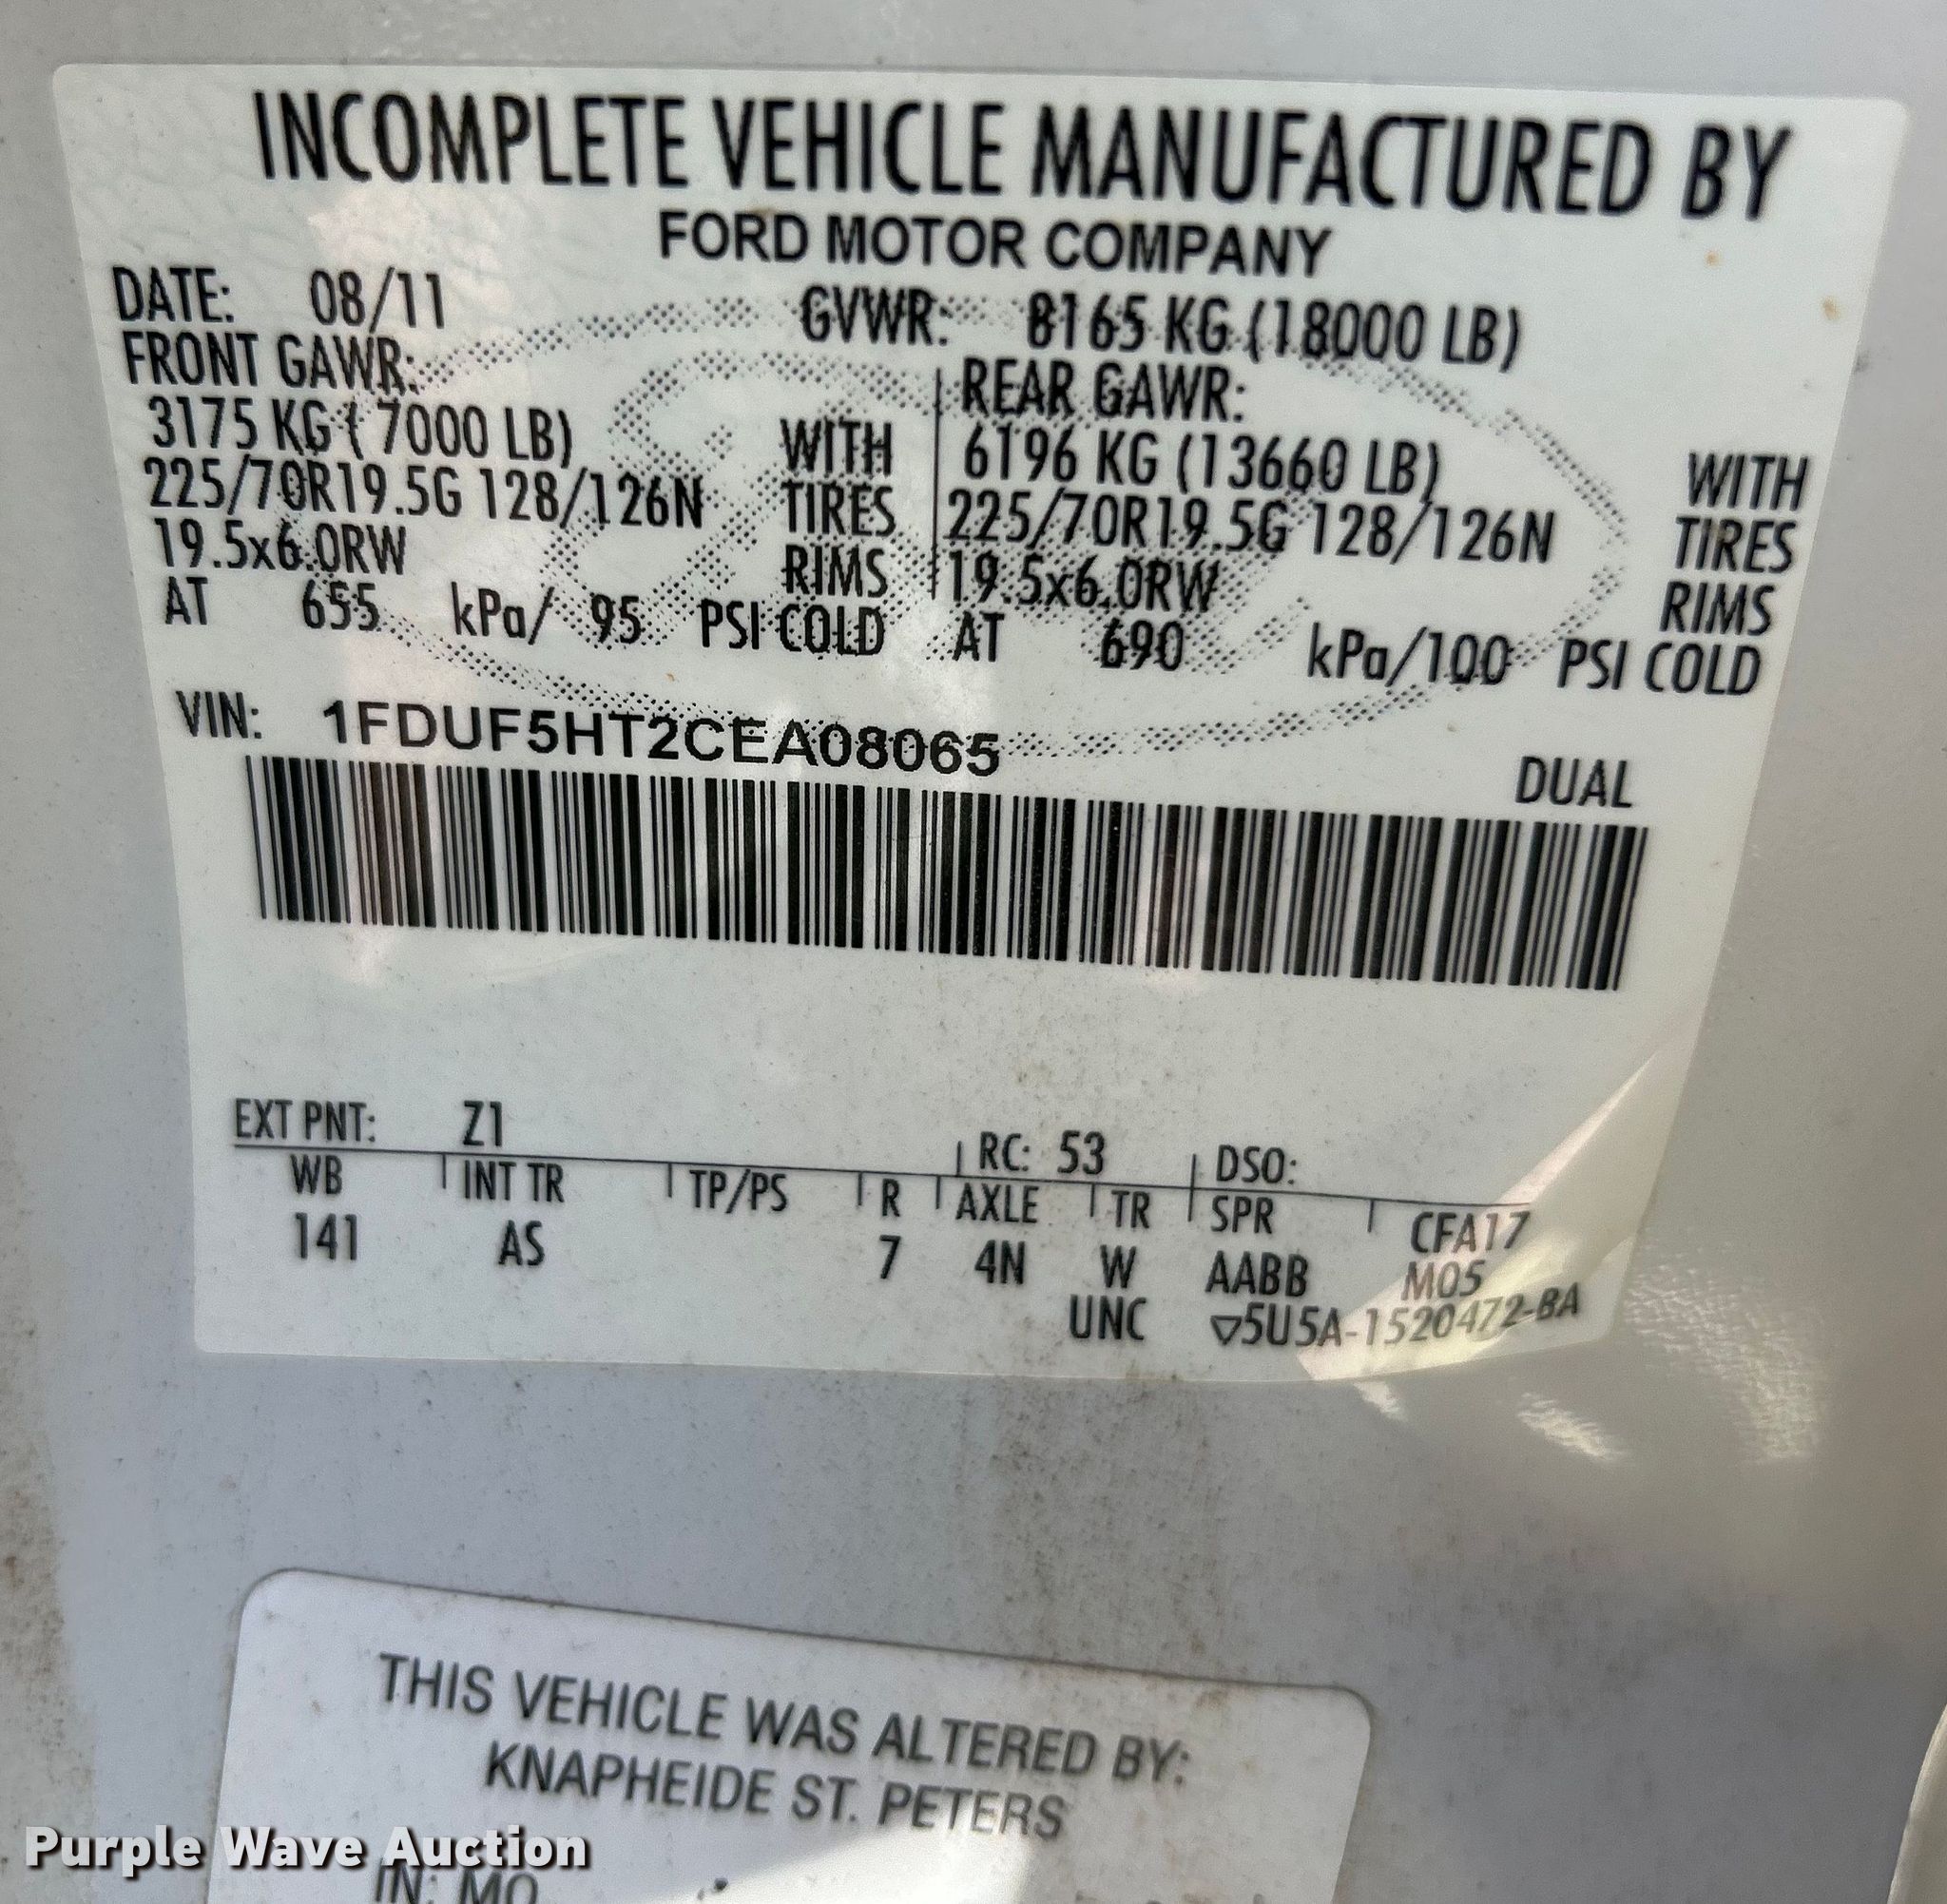 INCOMPLETE VEHICLE MANUFACTURED BY
FORD MOTOR COMPANY
DATE: 08/11 GVWR: 8165 KG (18000 LB)
FRONT GAWR: REAR GAWR:
3175 KG ( 7000 LB) WITH 6196 KG (13660 LB) WITH
225/70R19.5G 128/126N TIRES 225/70R19.5G 128/126N TIRES
19.5x6.0RW RIMS 19.5x6.0RW RIMS
AT 655 kPa/ 95 PSI COLD AT 690 kPa/100 PSI COLD
VIN: 1FDUF5HT2CEA08065
DUAL
EXT PNT: Z1 RC: 53 DSO:
WB INT TR TP/PS R AXLE TR SPR CFA17
141 AS 7 4N W AABB M05
UNC ▽5U5A-1520472-BA
THIS VEHICLE WAS ALTERED BY:
KNAPHEIDE ST. PETERS
IN: MO
Purple Wave Auction